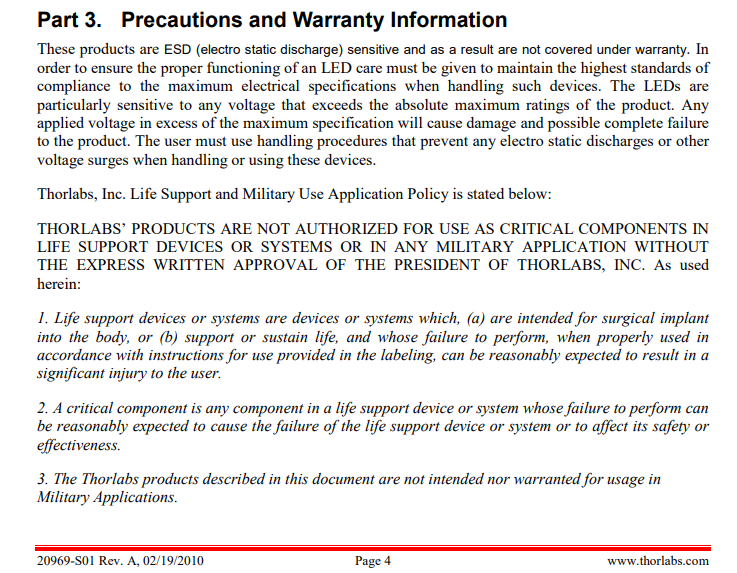 Part 3. Precautions and Warranty Information
These products are ESD (electro static discharge) sensitive and as a result are not covered under warranty. In
order to ensure the proper functioning of an LED care must be given to maintain the highest standards of
compliance to the maximum electrical specifications when handling such devices. The LEDs are
particularly sensitive to any voltage that exceeds the absolute maximum ratings of the product. Any
applied voltage in excess of the maximum specification will cause damage and possible complete failure
to the product. The user must use handling procedures that prevent any electro static discharges or other
voltage surges when handling or using these devices.
Thorlabs, Inc. Life Support and Military Use Application Policy is stated below:
THORLABS' PRODUCTS ARE NOT AUTHORIZED FOR USE AS CRITICAL COMPONENTS IN
LIFE SUPPORT DEVICES OR SYSTEMS OR IN ANY MILITARY APPLICATION WITHOUT
THE EXPRESS WRITTEN APPROVAL OF THE PRESIDENT OF THORLABS, INC. As used
herein:
1. Life support devices or systems are devices or systems which, (a) are intended for surgical implant
into the body, or (b) support or sustain life, and whose failure to perform, when properly used in
accordance with instructions for use provided in the labeling, can be reasonably expected to result in a
significant injury to the user.
2. A critical component is any component in a life support device or system whose failure to perform can
be reasonably expected to cause the failure of the life support device or system or to affect its safety or
effectiveness.
3. The Thorlabs products described in this document are not intended nor warranted for usage in
Military Applications.
20969-S01 Rev. A, 02/19/2010 Page 4 www.thorlabs.com